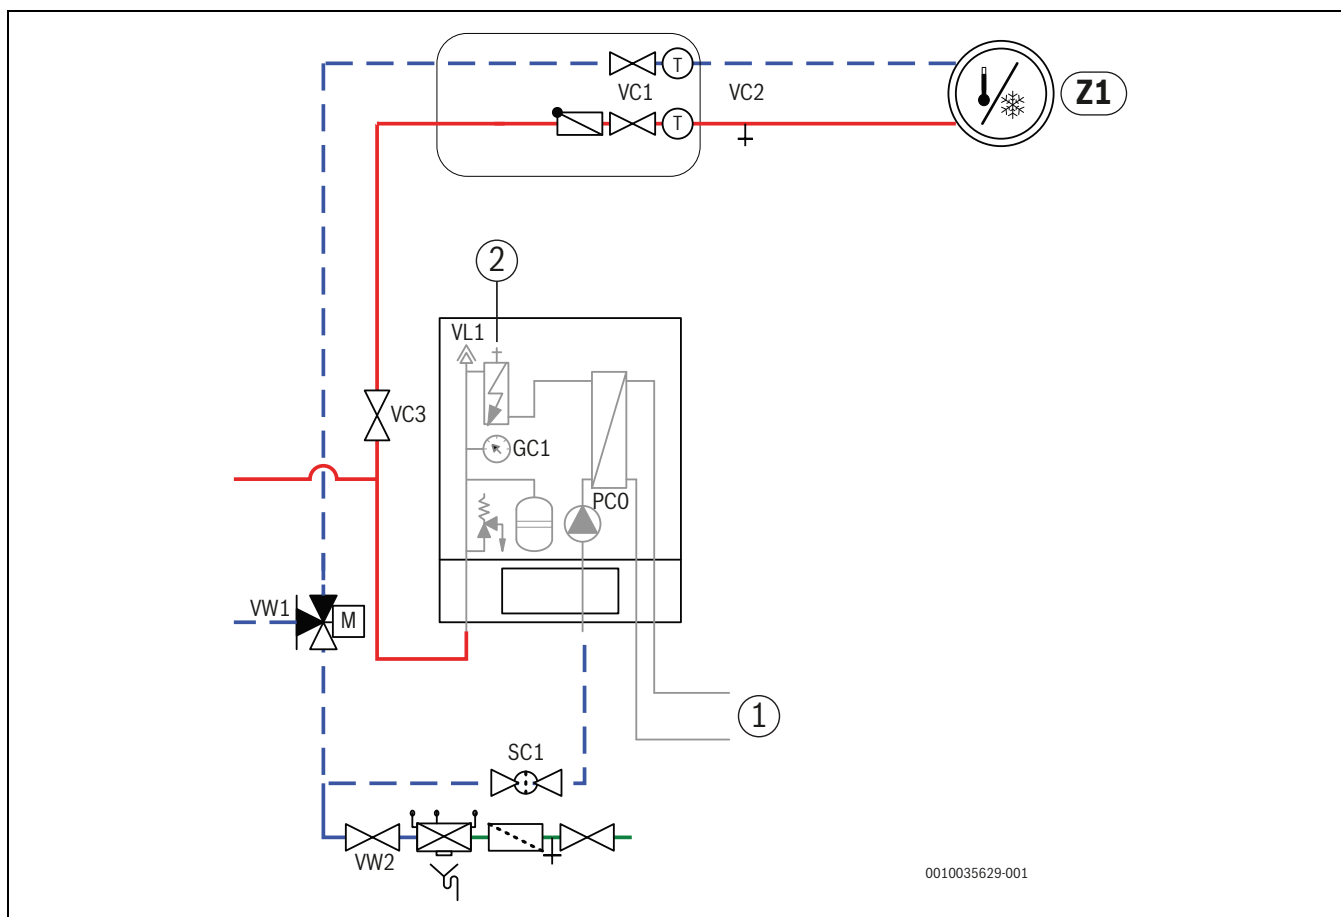 T
VC1
VC2
Z1
T
2
VL1
VC3
GC1
PC0
VW1
M
1
SC1
VW2
0010035629-001